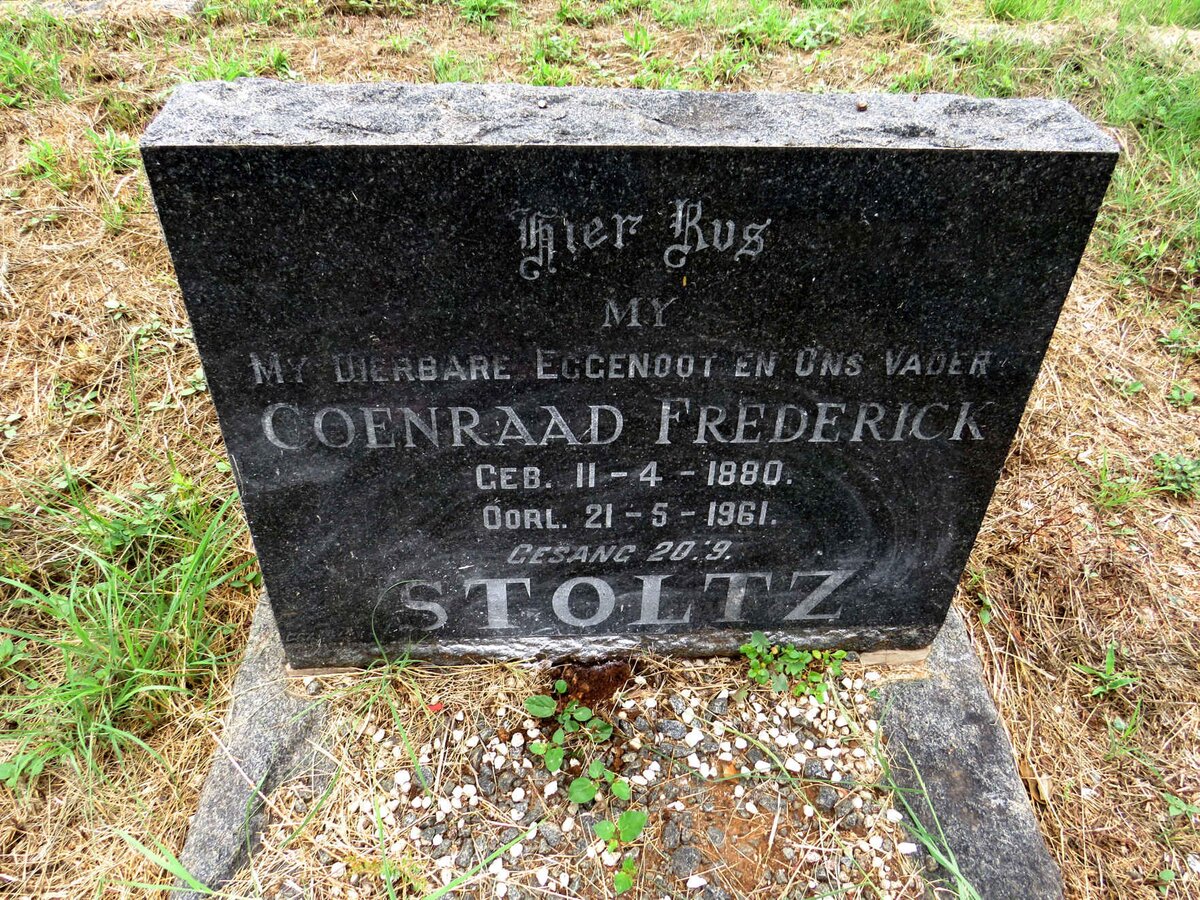 Hier Rus
MY
MY DIERBARE EGGENOOT EN ONS VADER
COENRAAD FREDERICK
GEB. 11-4-1880.
OORL. 21-5-1961.
GESANG 20:9.
STOLTZ